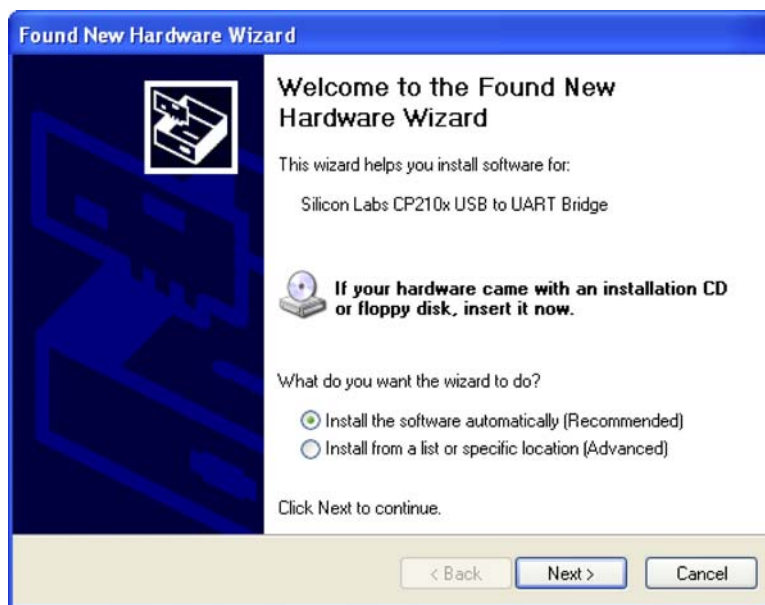 Found New Hardware Wizard
Welcome to the Found New
Hardware Wizard
This wizard helps you install software for:
Silicon Labs CP210x USB to UART Bridge
If your hardware came with an installation CD
or floppy disk, insert it now.
What do you want the wizard to do?
Install the software automatically (Recommended)
Install from a list or specific location (Advanced)
Click Next to continue.
< Back Next > Cancel